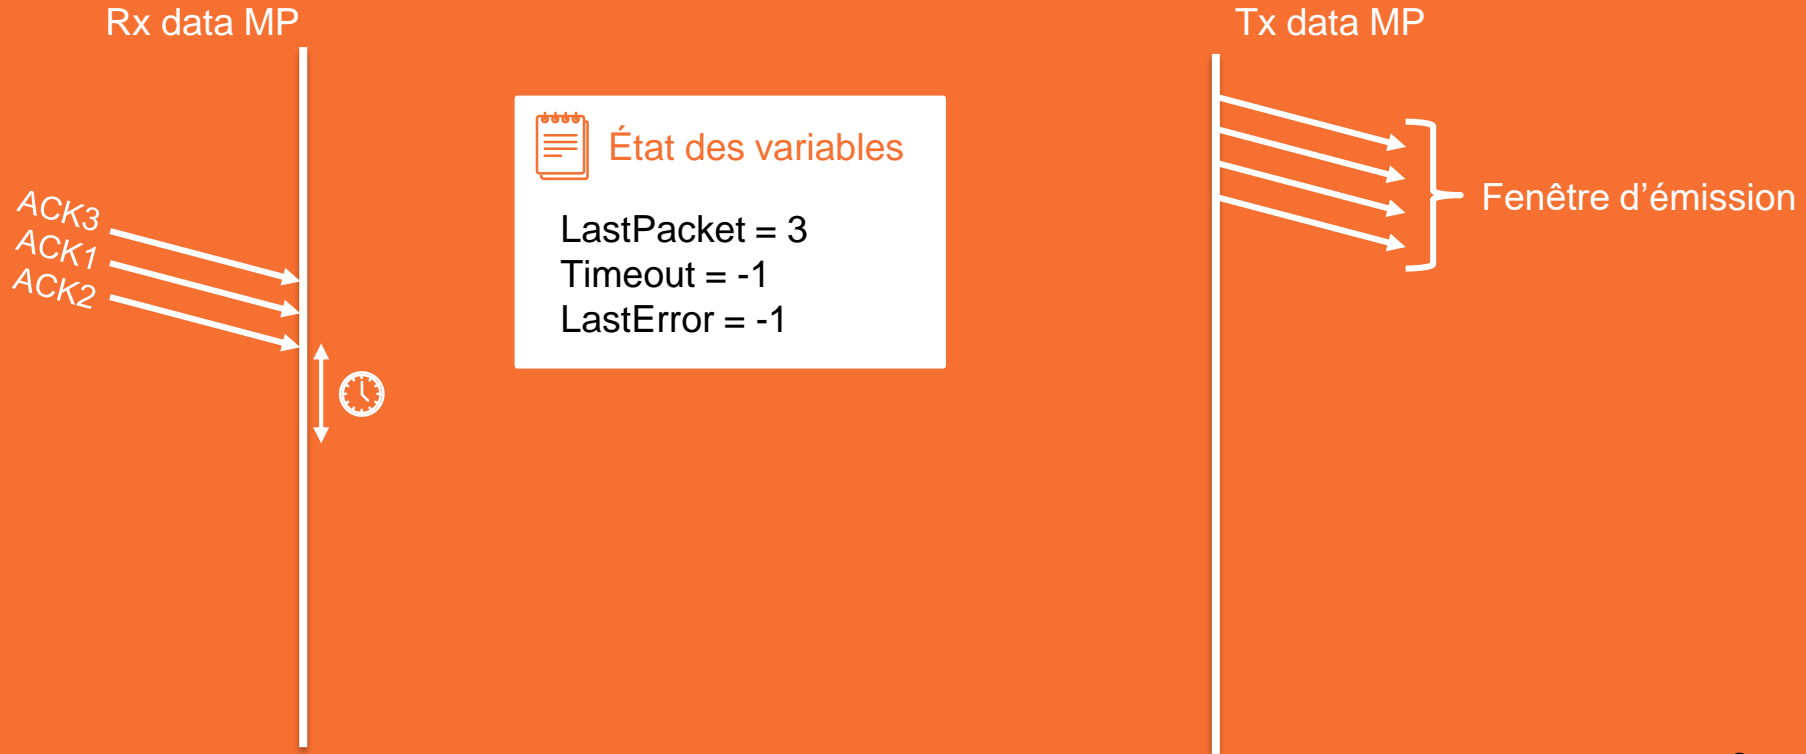 Rx data MP
Tx data MP
État des variables
LastPacket = 3
Timeout = -1
LastError = -1
ACK3
ACK1
ACK2
Fenêtre d’émission